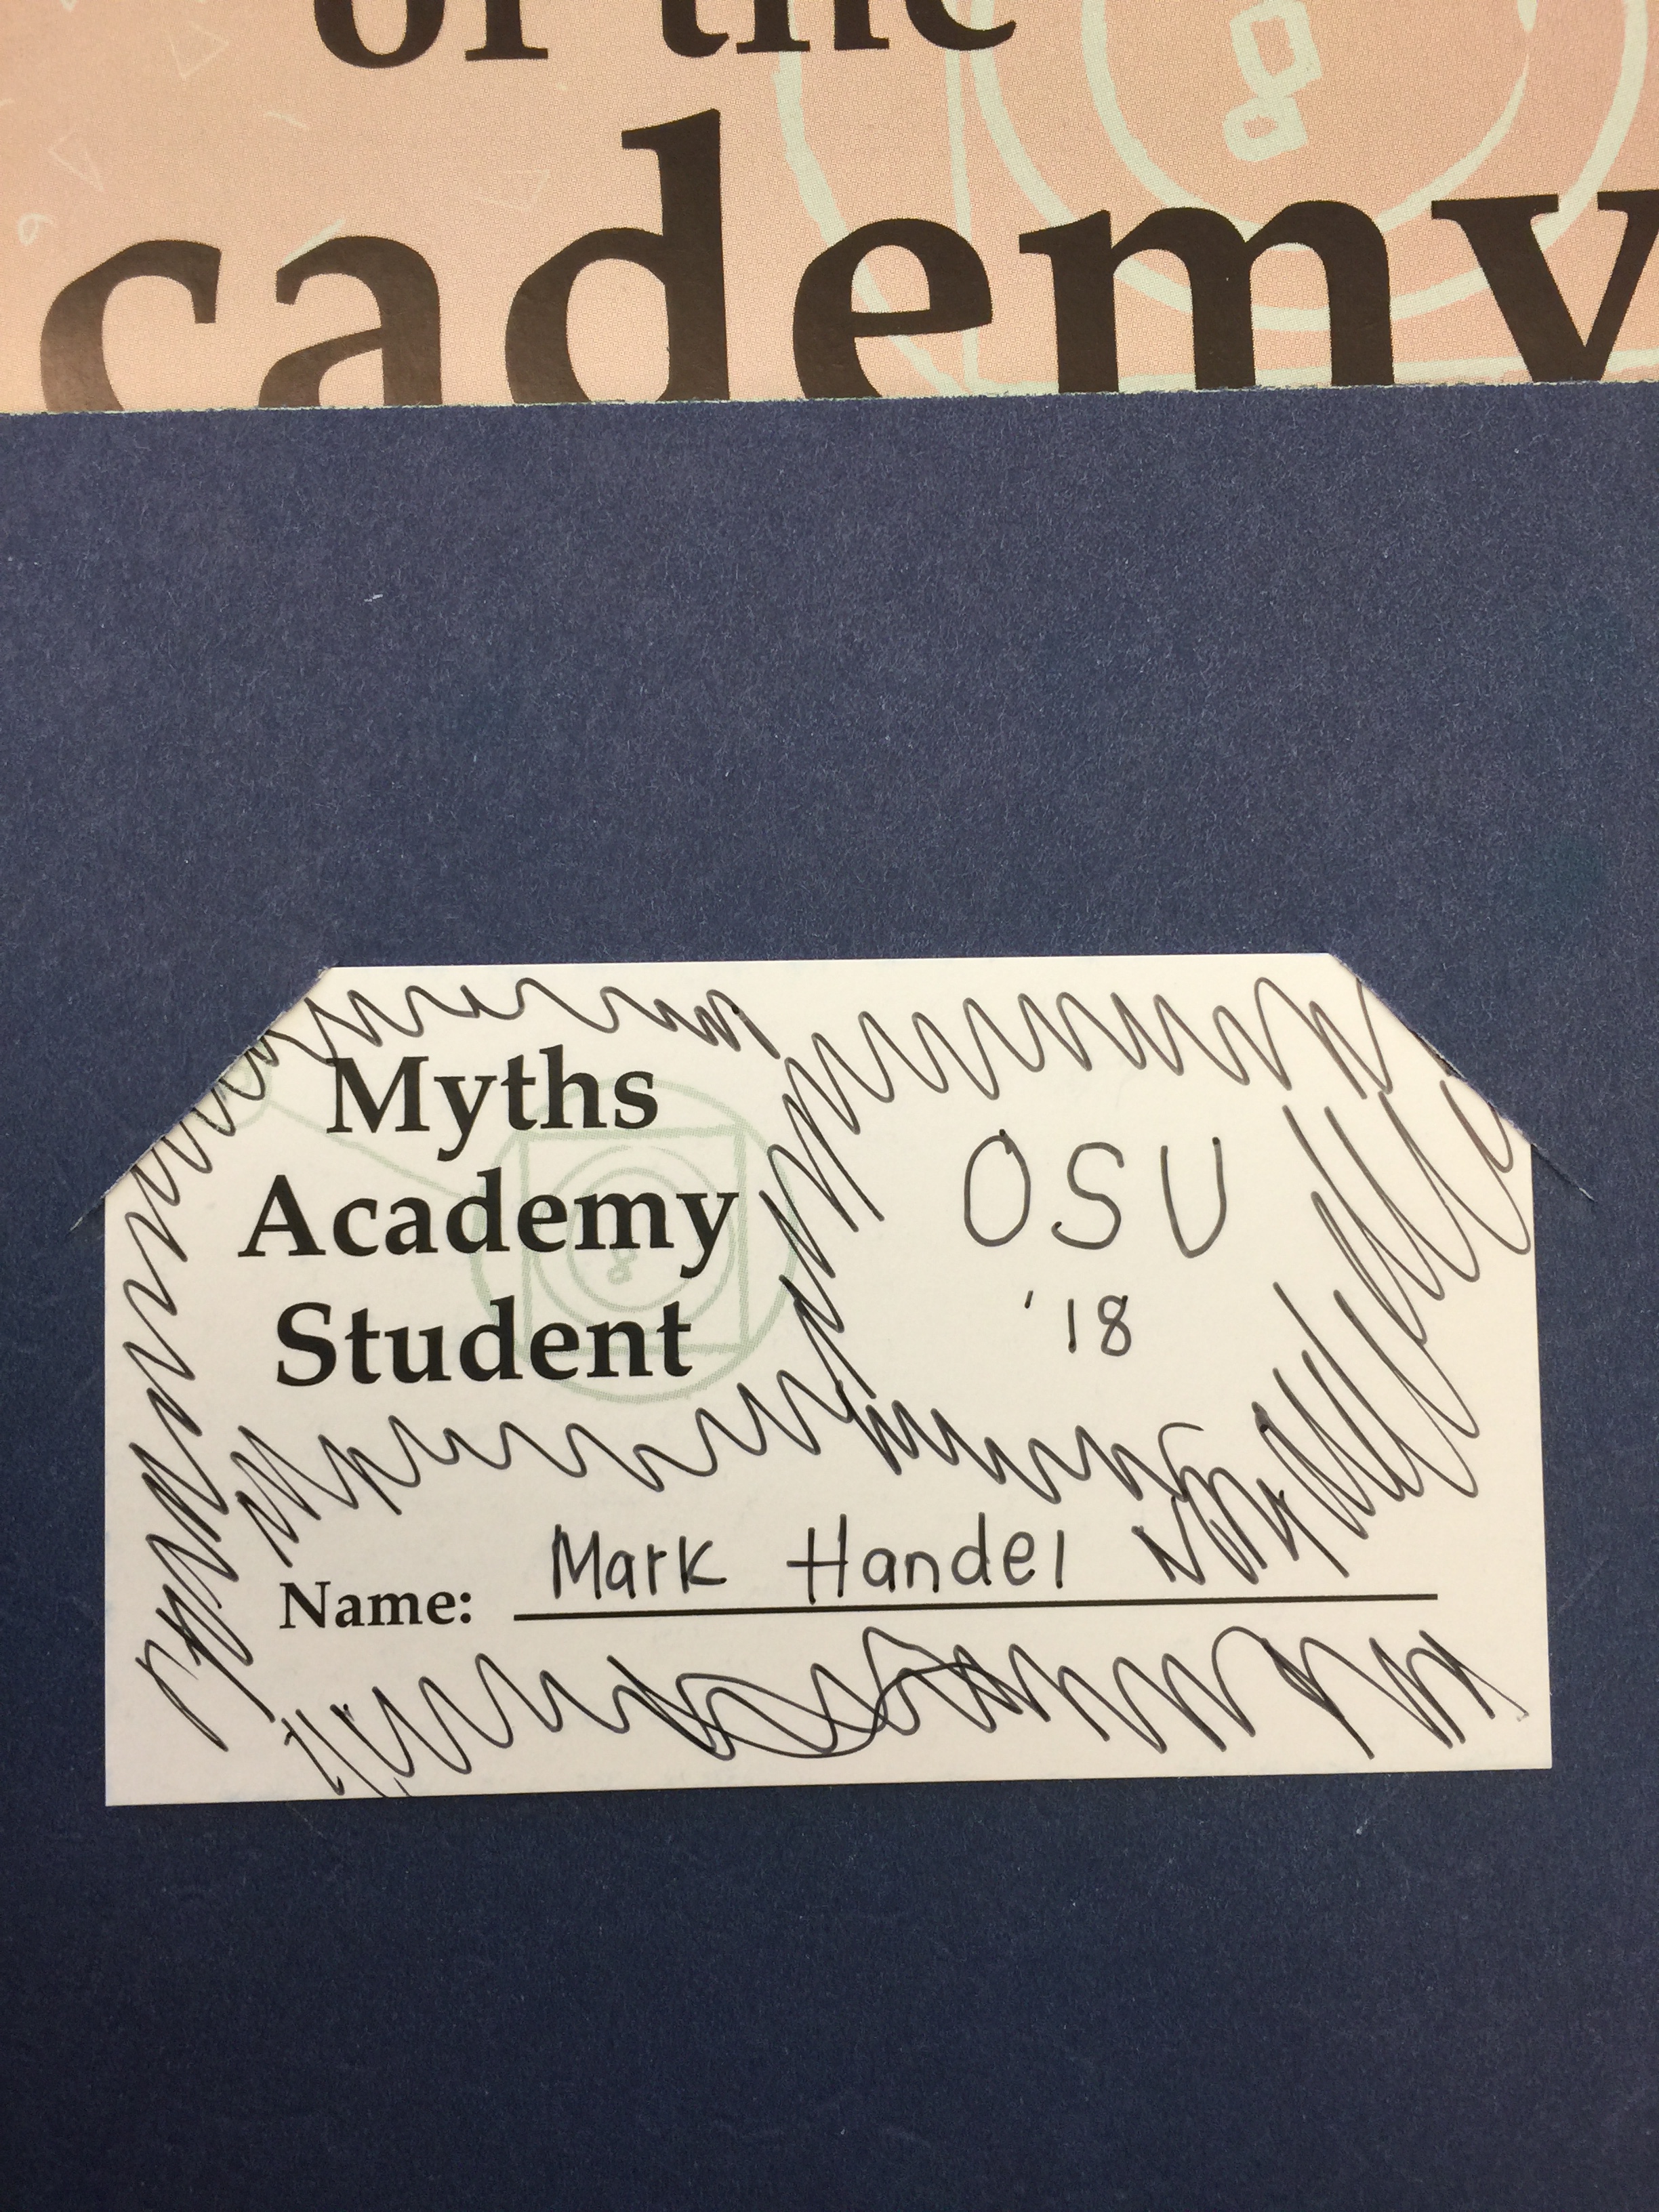 of the
cademy
Myths
Academy
Student
OSU
'18
Name: Mark Handel